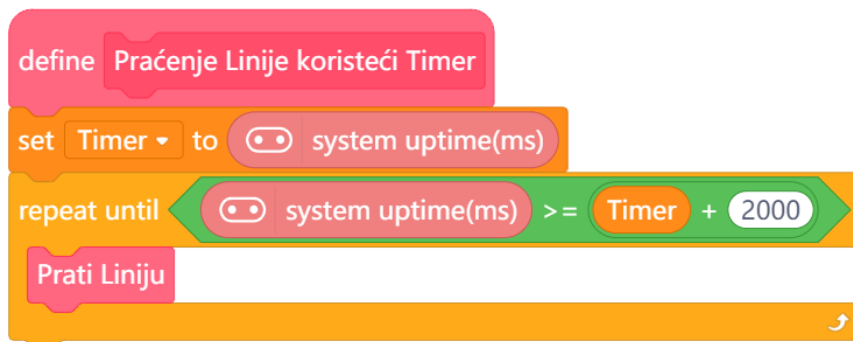 define Praćenje Linije koristeći Timer
set Timer to system uptime(ms)
repeat until system uptime(ms) >= Timer + 2000
Prati Liniju